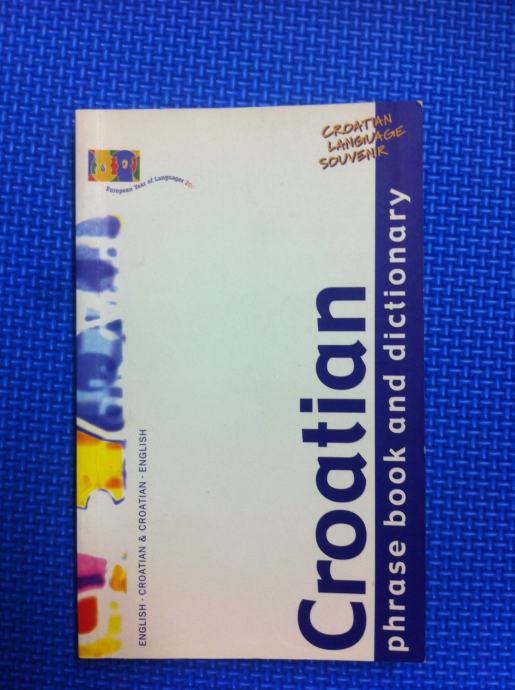 CROATIAN
LANGUAGE
SOUVENIR
European Year of Languages
ENGLISH - CROATIAN & CROATIAN - ENGLISH
Croatian
phrase book and dictionary